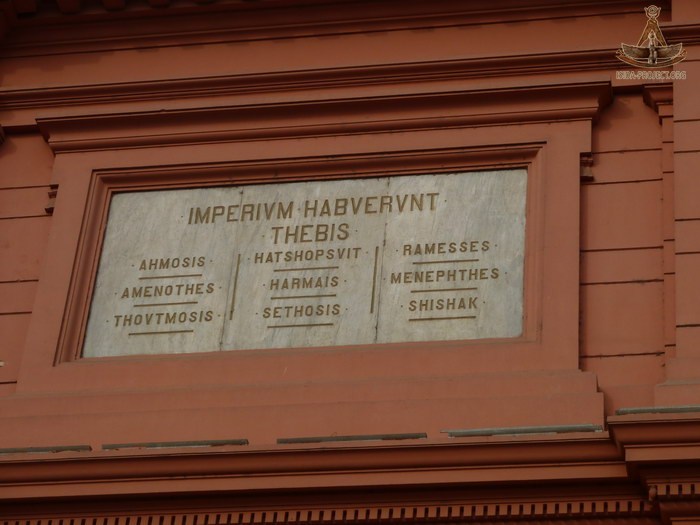 ·IMPERIVM·HABVERVNT·
THEBIS·
·AHMOSIS·
·AMENOTHES·
·THOVTMOSIS·
·HATSHOPSVIT·
·HARMAIS·
·SETHOSIS·
·RAMESSES·
·MENEPHTHES·
·SHISHAK·